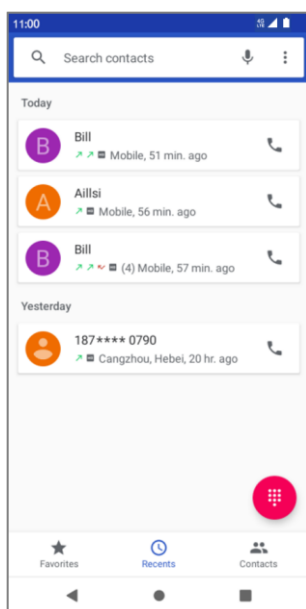 11:00
Search contacts
Today
B
Bill
Mobile, 51 min. ago
A
Aillsi
Mobile, 56 min. ago
B
Bill
(4) Mobile, 57 min. ago
Yesterday
187**** 0790
Cangzhou, Hebei, 20 hr. ago
Favorites
Recents
Contacts